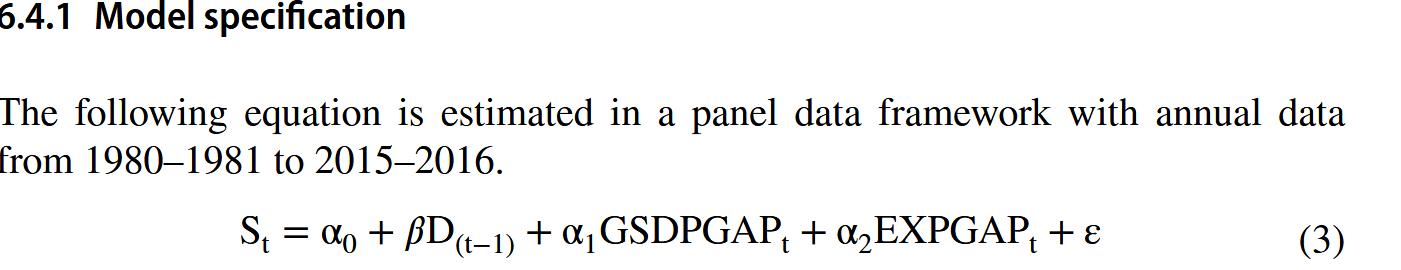 6.4.1 Model specification
The following equation is estimated in a panel data framework with annual data
from 1980–1981 to 2015–2016.
Sₜ = α₀ + βD₍ₜ₋₁₎ + α₁GSDPGAPₜ + α₂EXPGAPₜ + ε (3)